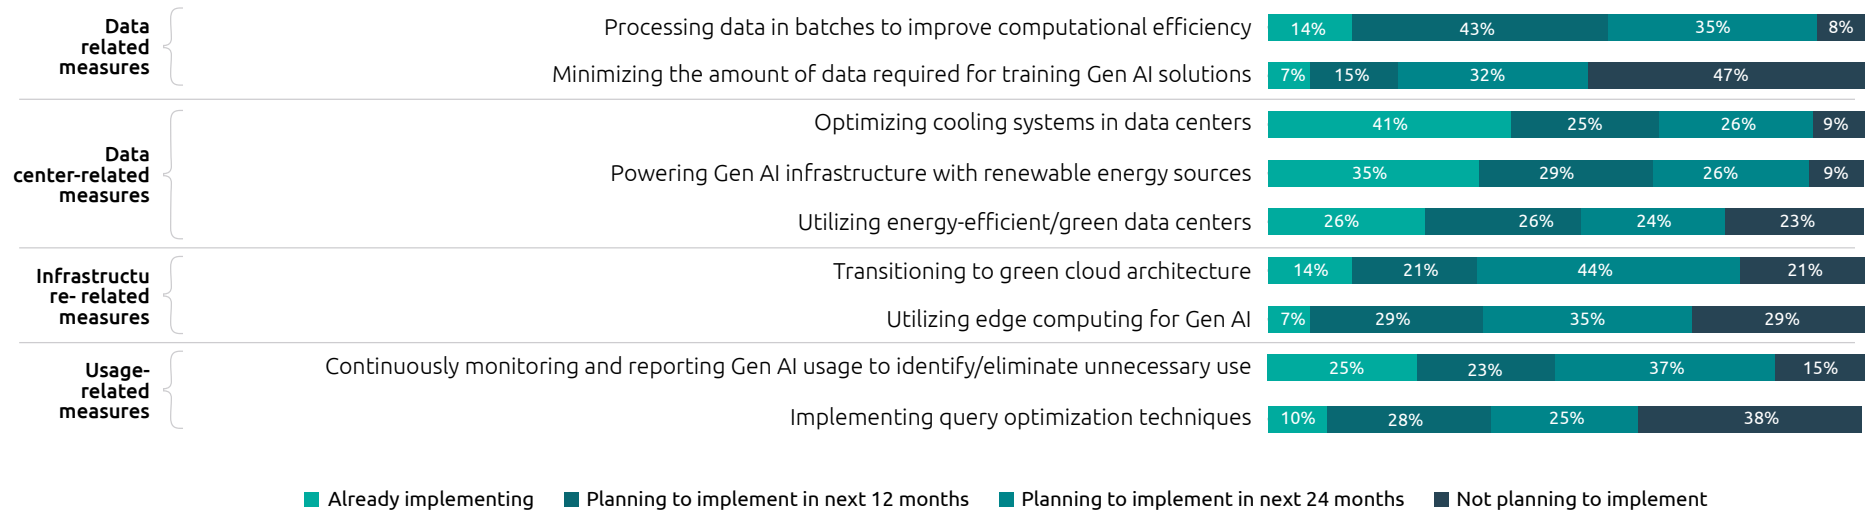 Data
related
measures
Processing data in batches to improve computational efficiency
14% 43% 35% 8%
Minimizing the amount of data required for training Gen AI solutions
7% 15% 32% 47%
Data
center-related
measures
Optimizing cooling systems in data centers
41% 25% 26% 9%
Powering Gen AI infrastructure with renewable energy sources
35% 29% 26% 9%
Utilizing energy-efficient/green data centers
26% 26% 24% 23%
Infrastructu
re- related
measures
Transitioning to green cloud architecture
14% 21% 44% 21%
Utilizing edge computing for Gen AI
7% 29% 35% 29%
Usage-
related
measures
Continuously monitoring and reporting Gen AI usage to identify/eliminate unnecessary use
25% 23% 37% 15%
Implementing query optimization techniques
10% 28% 25% 38%
Already implementing Planning to implement in next 12 months Planning to implement in next 24 months Not planning to implement